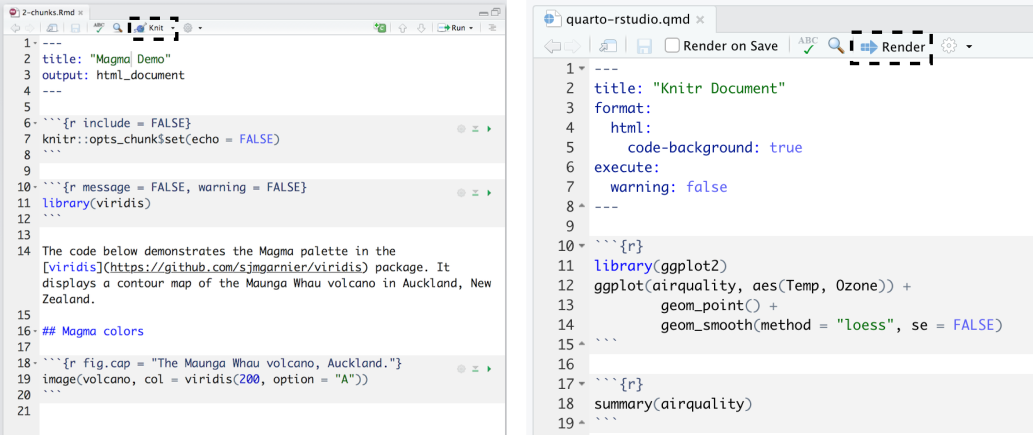 2-chunks.Rmd
ABC
Knit
Run
1 ---
2 title: "Magma Demo"
3 output: html_document
4 ---
5
6 ```{r include = FALSE}
7 knitr::opts_chunk$set(echo = FALSE)
8 ```
9
10 ```{r message = FALSE, warning = FALSE}
11 library(viridis)
12 ```
13
14 The code below demonstrates the Magma palette in the
[viridis](https://github.com/sjmgarnier/viridis) package. It
displays a contour map of the Maunga Whau volcano in Auckland, New
Zealand.
15
16 ## Magma colors
17
18 ```{r fig.cap = "The Maunga Whau volcano, Auckland."}
19 image(volcano, col = viridis(200, option = "A"))
20 ```
21
quarto-rstudio.qmd
Render on Save
ABC
Render
1 ---
2 title: "Knitr Document"
3 format:
4   html:
5     code-background: true
6 execute:
7   warning: false
8 ---
9
10 ```{r}
11 library(ggplot2)
12 ggplot(airquality, aes(Temp, Ozone)) +
13         geom_point() +
14         geom_smooth(method = "loess", se = FALSE)
15 ```
16
17 ```{r}
18 summary(airquality)
19 ```